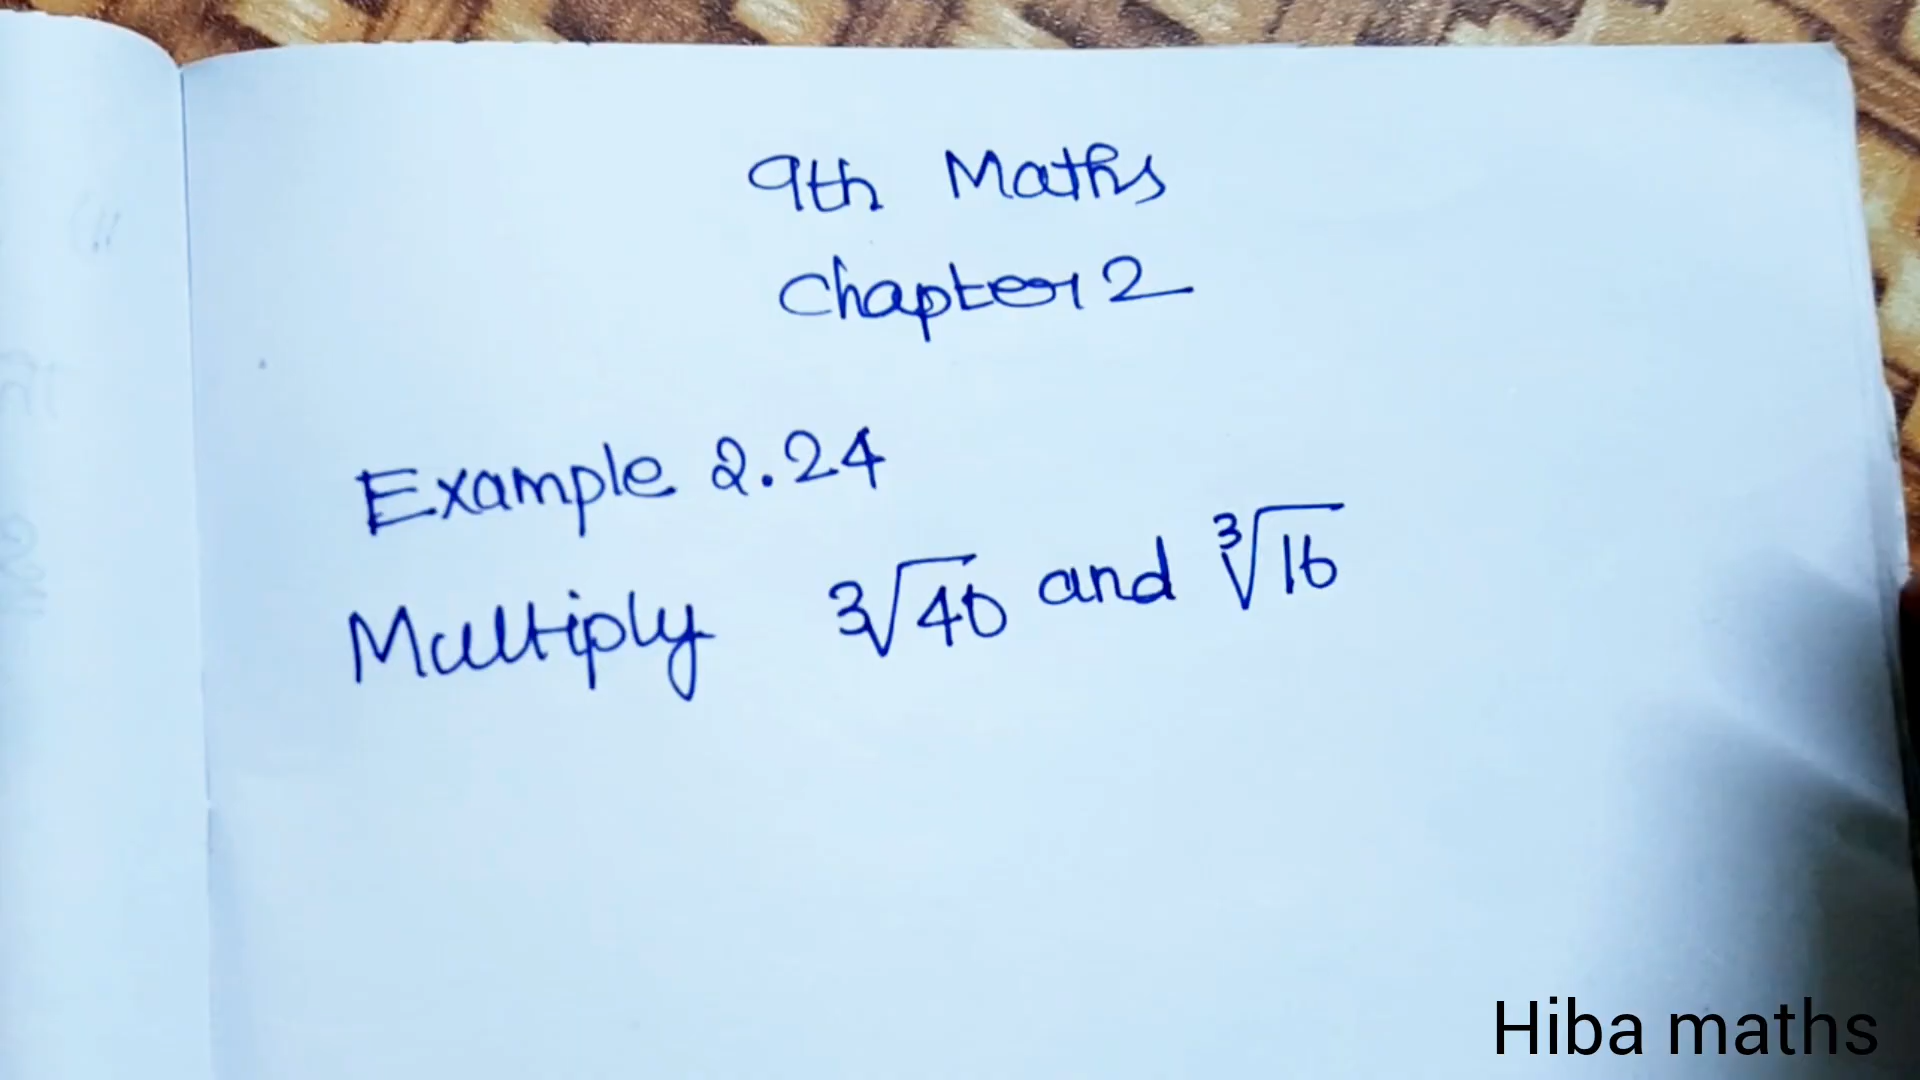 9th Maths
Chapter 2
Example 2.24
Multiply ∛40 and ∛16
Hiba maths